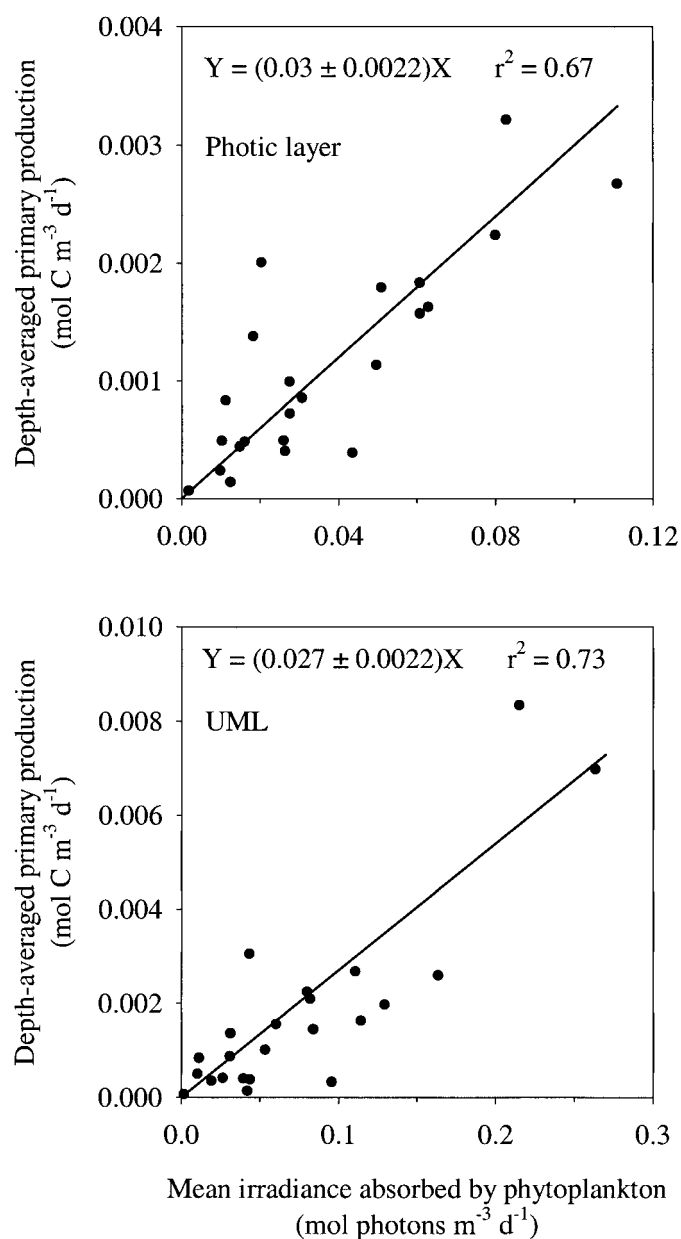 Depth-averaged primary production
(mol C m⁻³ d⁻¹)
0.004
0.003
0.002
0.001
0.000
Y = (0.03 ± 0.0022)X r² = 0.67
Photic layer
0.00 0.04 0.08 0.12
Depth-averaged primary production
(mol C m⁻³ d⁻¹)
0.010
0.008
0.006
0.004
0.002
0.000
Y = (0.027 ± 0.0022)X r² = 0.73
UML
0.0 0.1 0.2 0.3
Mean irradiance absorbed by phytoplankton
(mol photons m⁻³ d⁻¹)